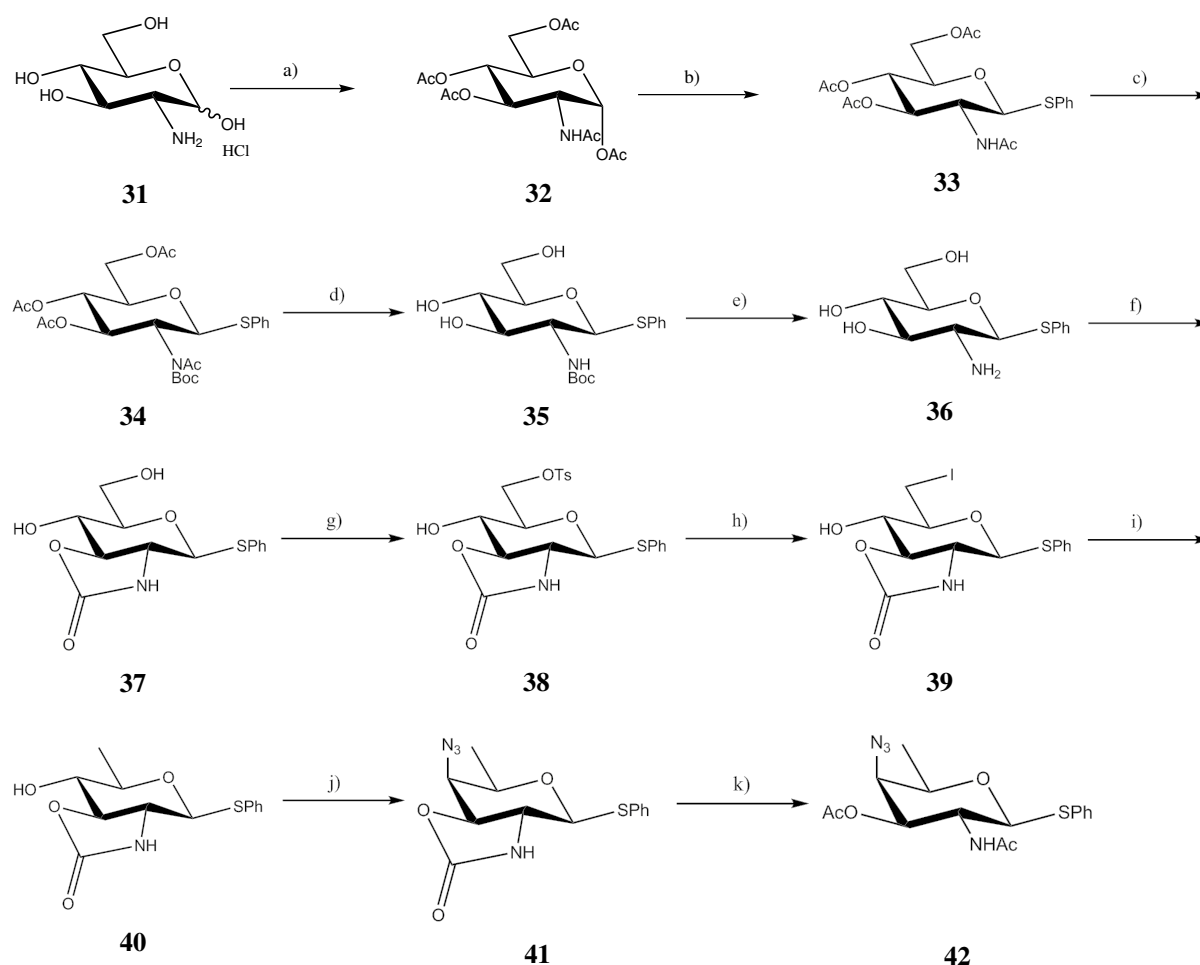 OH
O
HO
HO
OH
NH2
HCl
31
a)
OAc
O
AcO
AcO
NHAc
OAc
32
b)
OAc
O
AcO
AcO
SPh
NHAc
33
c)
OAc
O
AcO
AcO
SPh
NAc
Boc
34
d)
OH
O
HO
HO
SPh
NH
Boc
35
e)
OH
O
HO
HO
SPh
NH2
36
f)
OH
O
HO
O
SPh
NH
O
37
g)
OTs
O
HO
O
SPh
NH
O
38
h)
I
O
HO
O
SPh
NH
O
39
i)
O
HO
O
SPh
NH
O
40
j)
N3
O
O
SPh
NH
O
41
k)
N3
O
AcO
SPh
NHAc
42